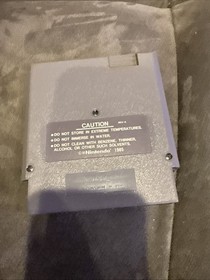 CAUTION
•DO NOT STORE IN EXTREME TEMPERATURES.
•DO NOT IMMERSE IN WATER.
•DO NOT CLEAN WITH BENZENE, THINNER,
ALCOHOL OR OTHER SUCH SOLVENTS.
©Nintendo 1985